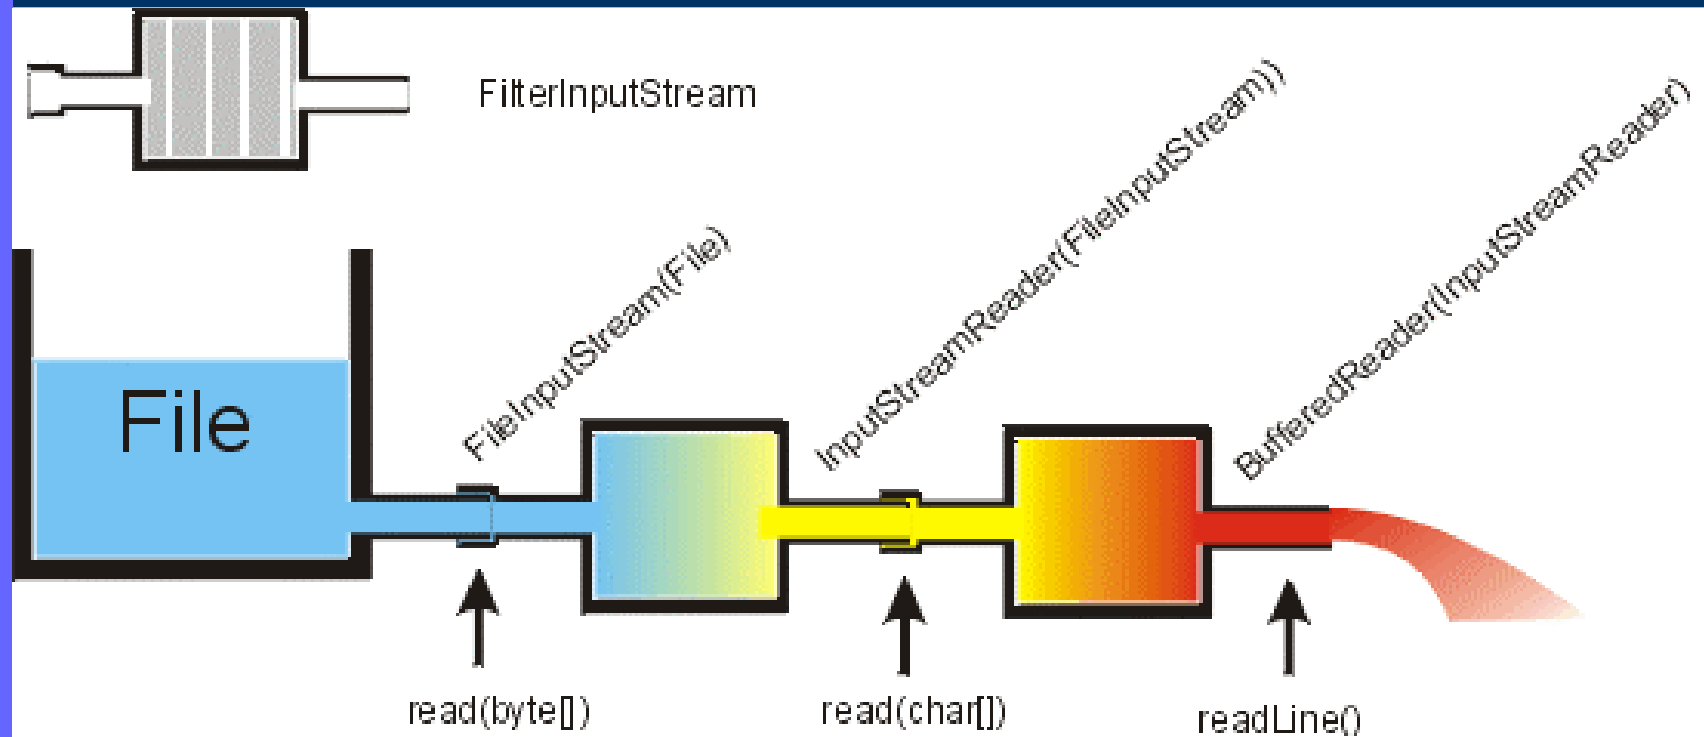 FilterInputStream
File
FileInputStream(File)
InputStreamReader(FileInputStream))
BufferedReader(InputStreamReader)
read(byte[])
read(char[])
readLine()